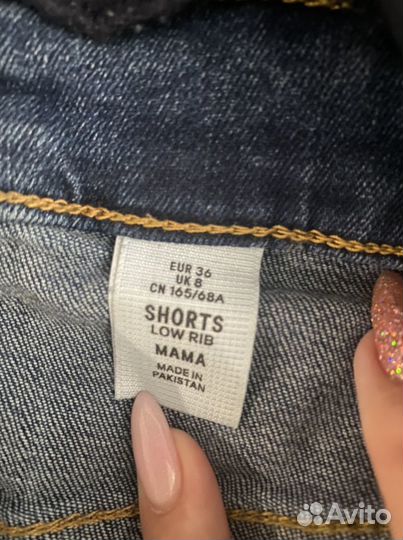 EUR 36
UK 8
CN 165/68A
SHORTS
LOW RIB
MAMA
MADE IN
PAKISTAN
Avito